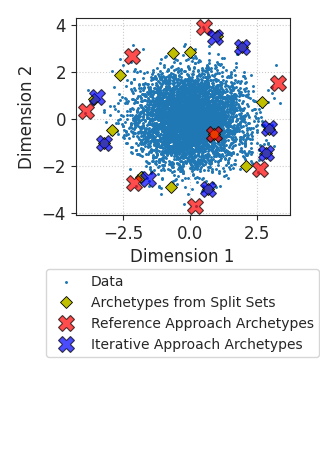 4
2
0
−2
−4
Dimension 2
−2.5 0.0 2.5
Dimension 1
Data
Archetypes from Split Sets
Reference Approach Archetypes
Iterative Approach Archetypes